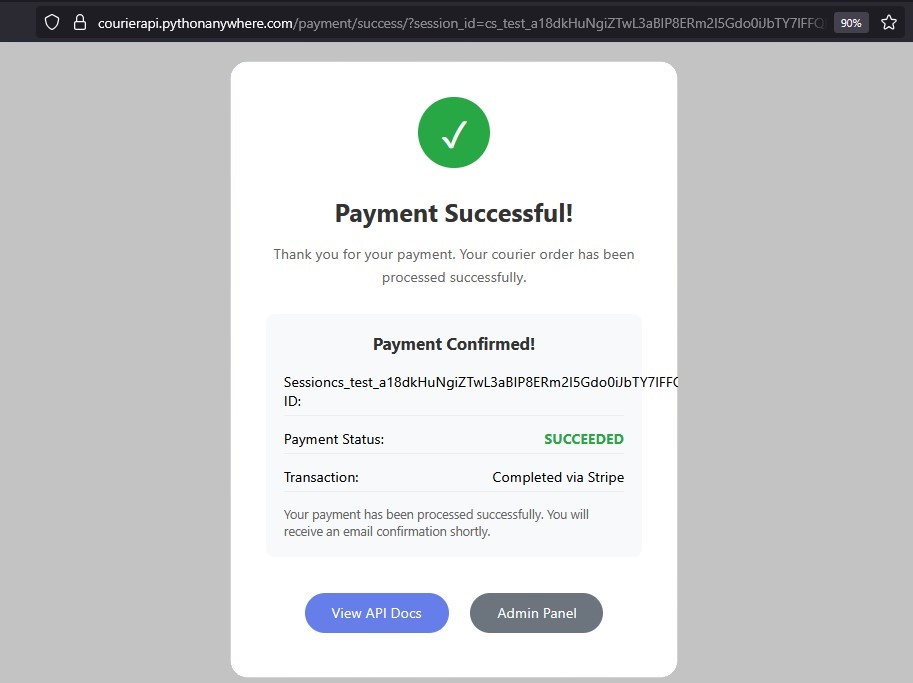 courierapi.pythonanywhere.com/payment/success/?session_id=cs_test_a18dkHuNgiZTwL3aBIP8ERm2I5Gdo0iJbTY7IFFQ
90%
Payment Successful!
Thank you for your payment. Your courier order has been
processed successfully.
Payment Confirmed!
Sessioncs_test_a18dkHuNgiZTwL3aBIP8ERm2I5Gdo0iJbTY7IFFQ
ID:
Payment Status: SUCCEEDED
Transaction: Completed via Stripe
Your payment has been processed successfully. You will
receive an email confirmation shortly.
View API Docs Admin Panel